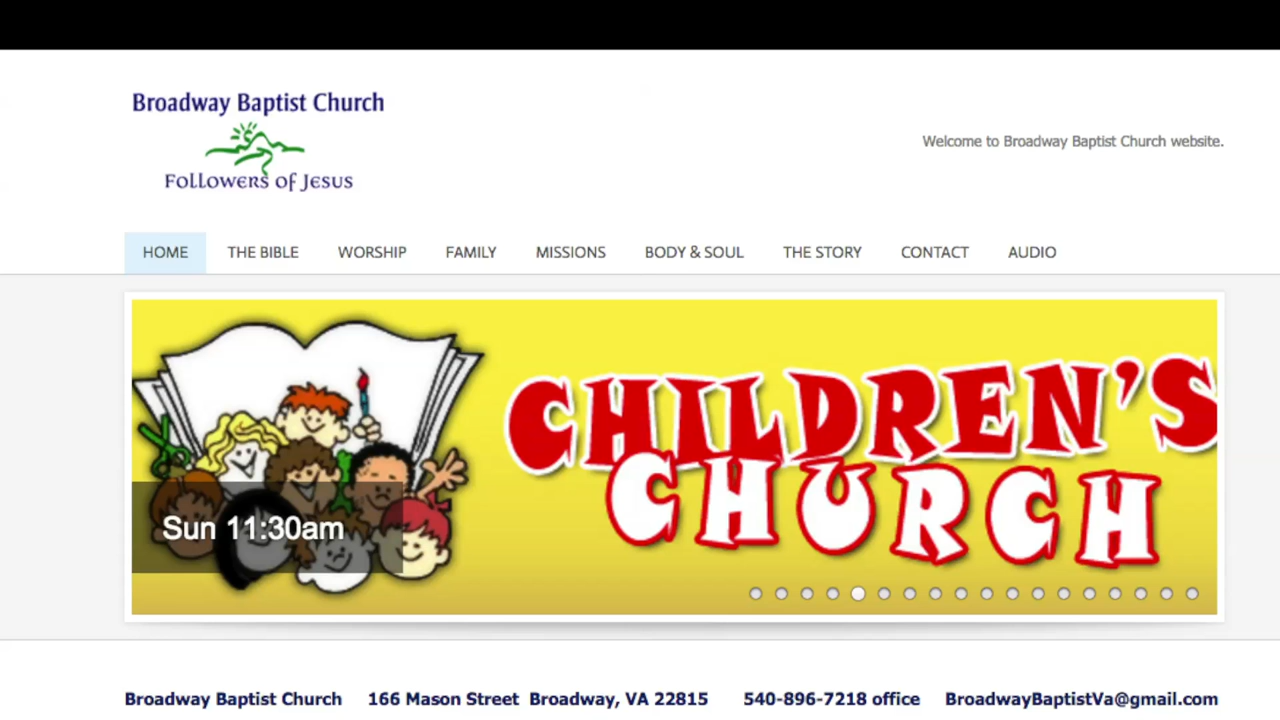 Broadway Baptist Church
Followers of Jesus
Welcome to Broadway Baptist Church website.
HOME THE BIBLE WORSHIP FAMILY MISSIONS BODY & SOUL THE STORY CONTACT AUDIO
CHILDREN'S
CHURCH
Sun 11:30am
Broadway Baptist Church 166 Mason Street Broadway, VA 22815 540-896-7218 office BroadwayBaptistVa@gmail.com